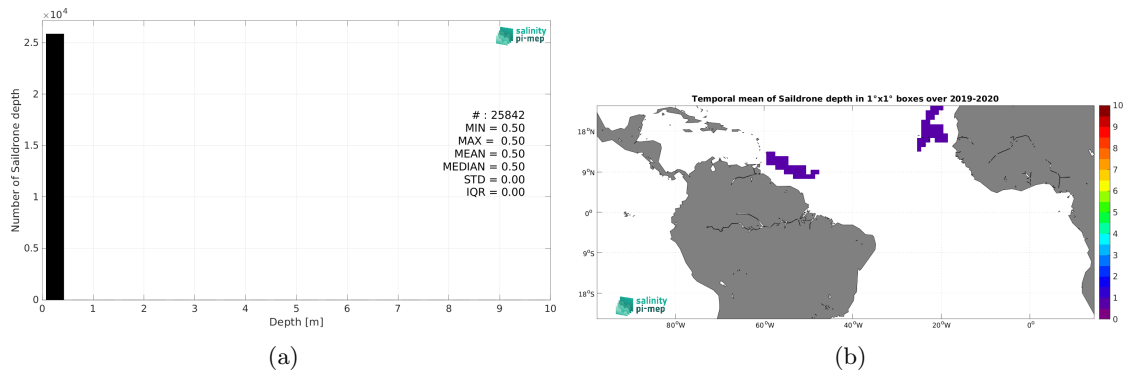 ×10⁴
2.5
2
1.5
1
0.5
0
Number of Saildrone depth
salinity
pi-mep
# : 25842
MIN = 0.50
MAX = 0.50
MEAN = 0.50
MEDIAN = 0.50
STD = 0.00
IQR = 0.00
0 1 2 3 4 5 6 7 8 9 10
Depth [m]
(a)
Temporal mean of Saildrone depth in 1°x1° boxes over 2019-2020
18°N
9°N
0°
9°S
18°S
salinity
pi-mep
80°W 60°W 40°W 20°W 0°
10
9
8
7
6
5
4
3
2
1
0
(b)